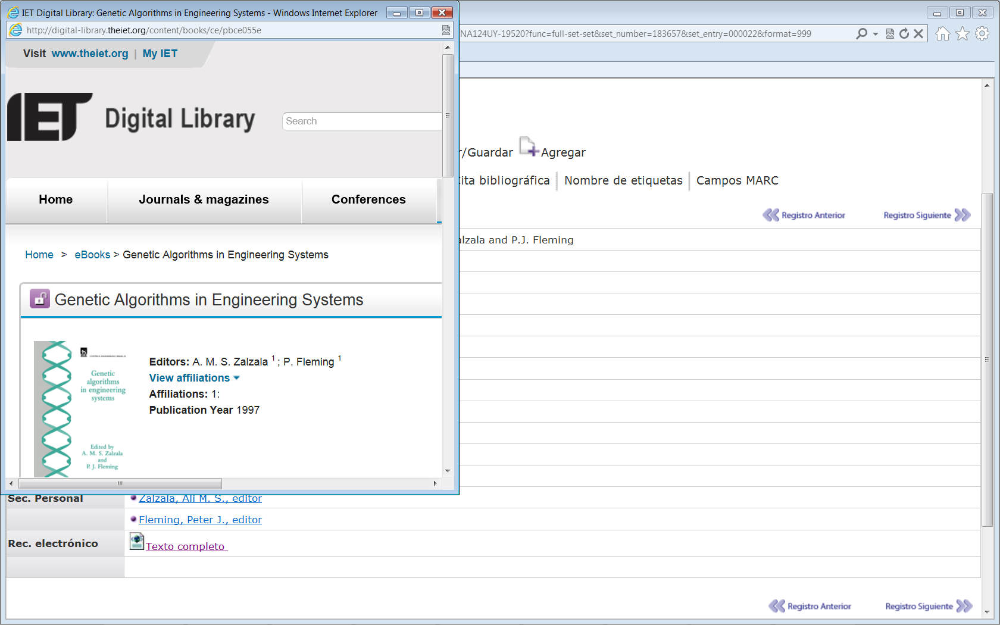 IET Digital Library: Genetic Algorithms in Engineering Systems - Windows Internet Explorer
http://digital-library.theiet.org/content/books/ce/pbce055e
NA124UY-19520?func=full-set-set&set_number=183657&set_entry=000022&format=999
Visit www.theiet.org | My IET
IET Digital Library
Search
r/Guardar Agregar
ita bibliográfica Nombre de etiquetas Campos MARC
Home Journals & magazines Conferences
Registro Anterior Registro Siguiente
alzala and P.J. Fleming
Home > eBooks > Genetic Algorithms in Engineering Systems
Genetic Algorithms in Engineering Systems
Genetic
algorithms
in engineering
systems
Edited by
A. M. S. Zalzala
and
P. J. Fleming
Editors: A. M. S. Zalzala 1 ; P. Fleming 1
View affiliations
Affiliations: 1:
Publication Year 1997
Sec. Personal Zalzala, Ali M. S., editor
Fleming, Peter J., editor
Rec. electrónico Texto completo
Registro Anterior Registro Siguiente